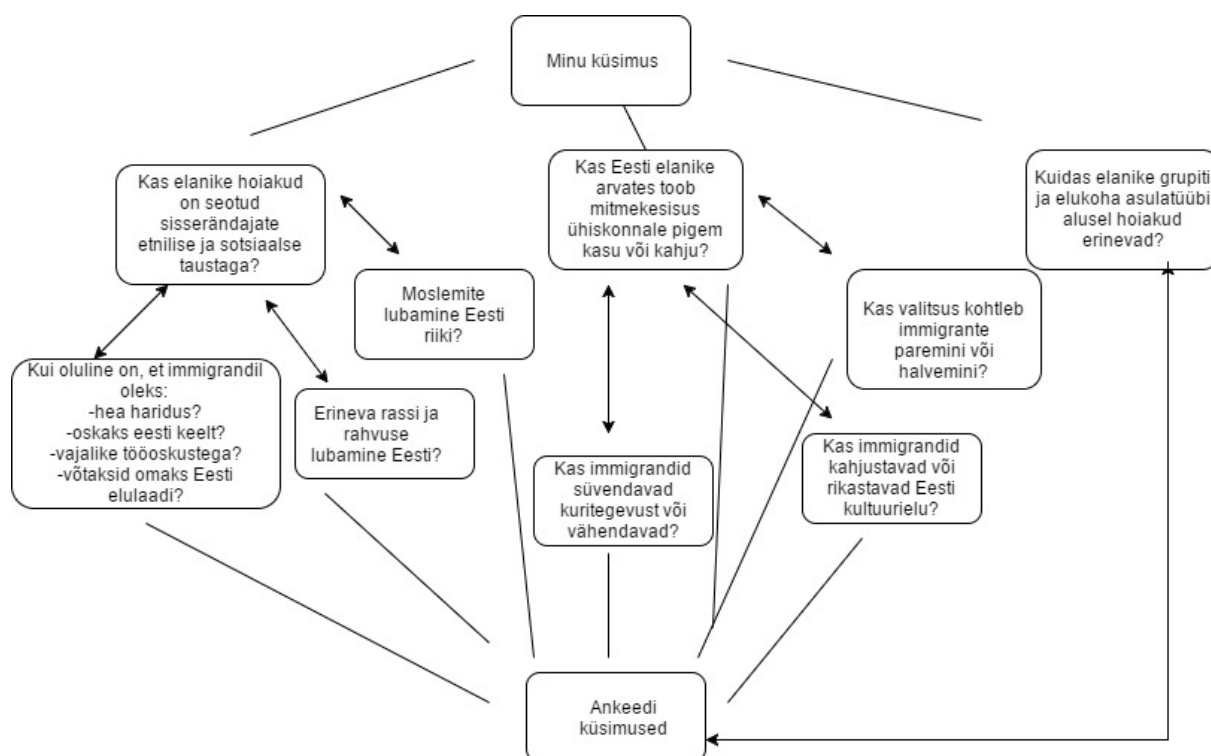 Minu küsimus
Kas elanike hoiakud
on seotud
sisserändajate
etnilise ja sotsiaalse
taustaga?
Kas Eesti elanike
arvates toob
mitmekesisus
ühiskonnale pigem
kasu või kahju?
Kuidas elanike grupiti
ja elukoha asulatüübi
alusel hoiakud
erinevad?
Moslemite
lubamine Eesti
riiki?
Kas valitsus kohtleb
immigrante
paremini või
halvemini?
Kui oluline on, et immigrandil
oleks:
-hea haridus?
-oskaks eesti keelt?
-vajalike tööoskustega?
-võtaksid omaks Eesti
elulaadi?
Erineva rassi ja
rahvuse
lubamine Eesti?
Kas immigrandid
süvendavad
kuritegevust või
vähendavad?
Kas immigrandid
kahjustavad või
rikastavad Eesti
kultuurielu?
Ankeedi
küsimused